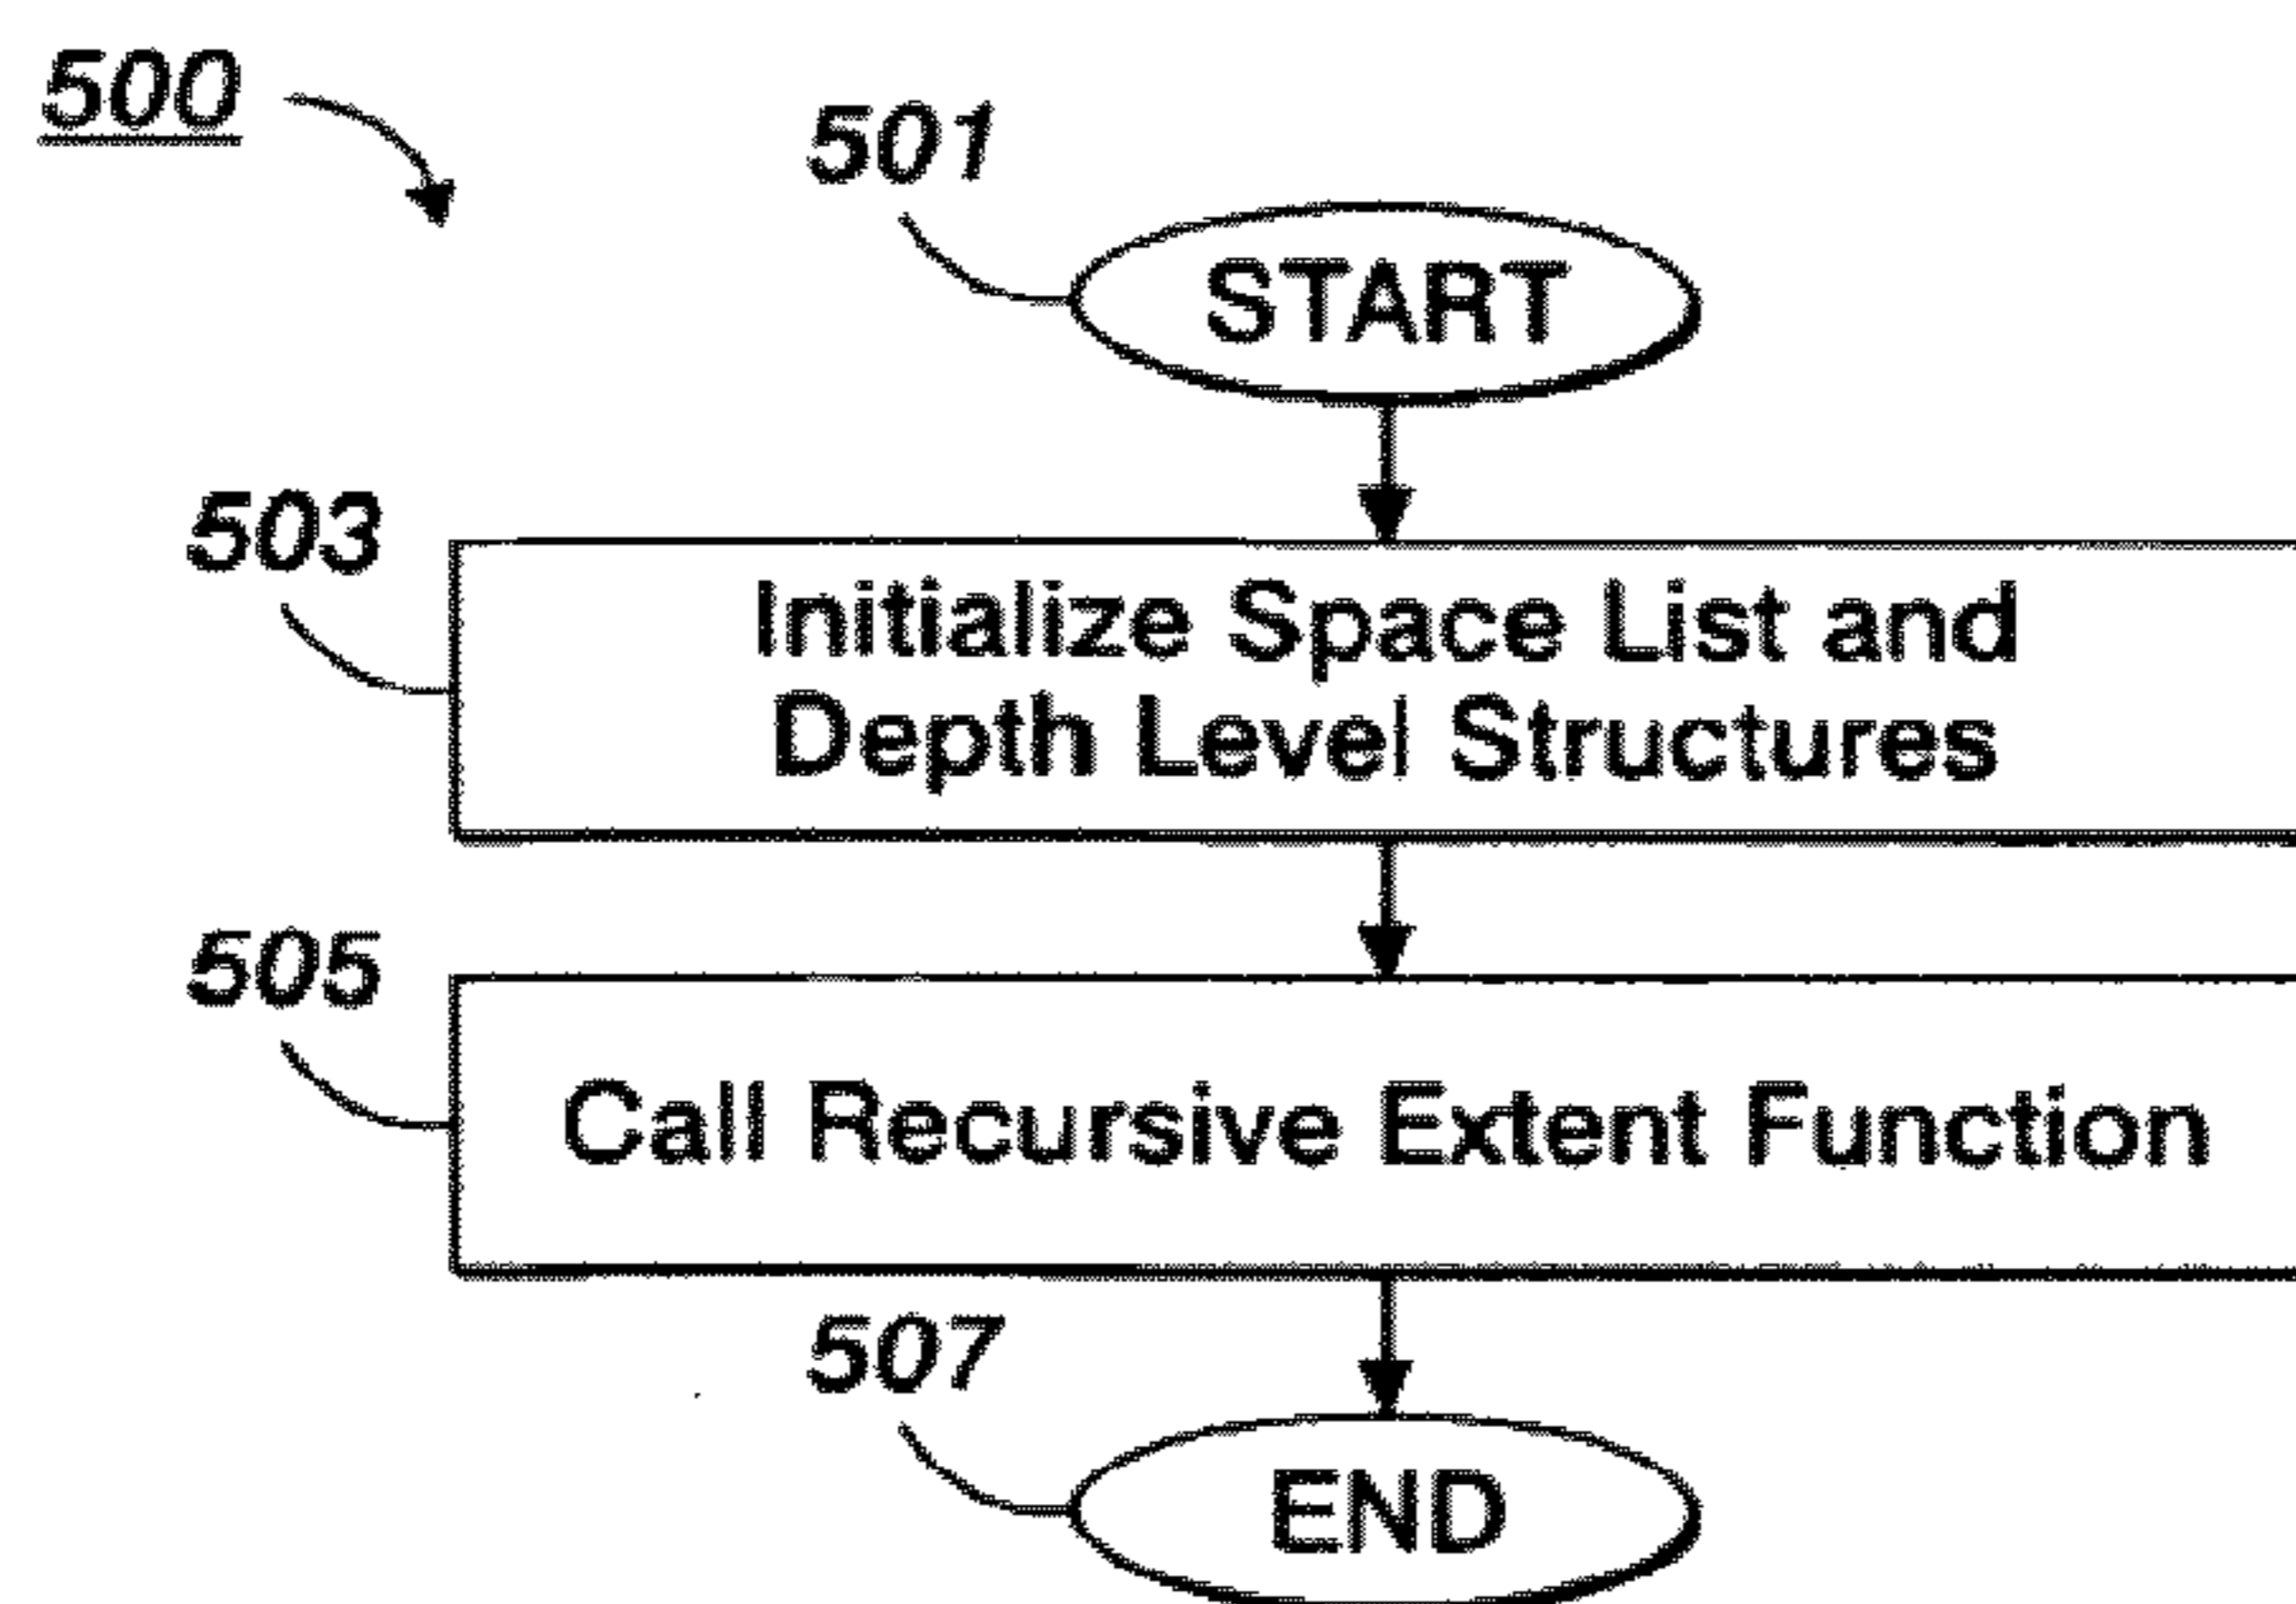 500
501
START
503
Initialize Space List and
Depth Level Structures
505
Call Recursive Extent Function
507
END